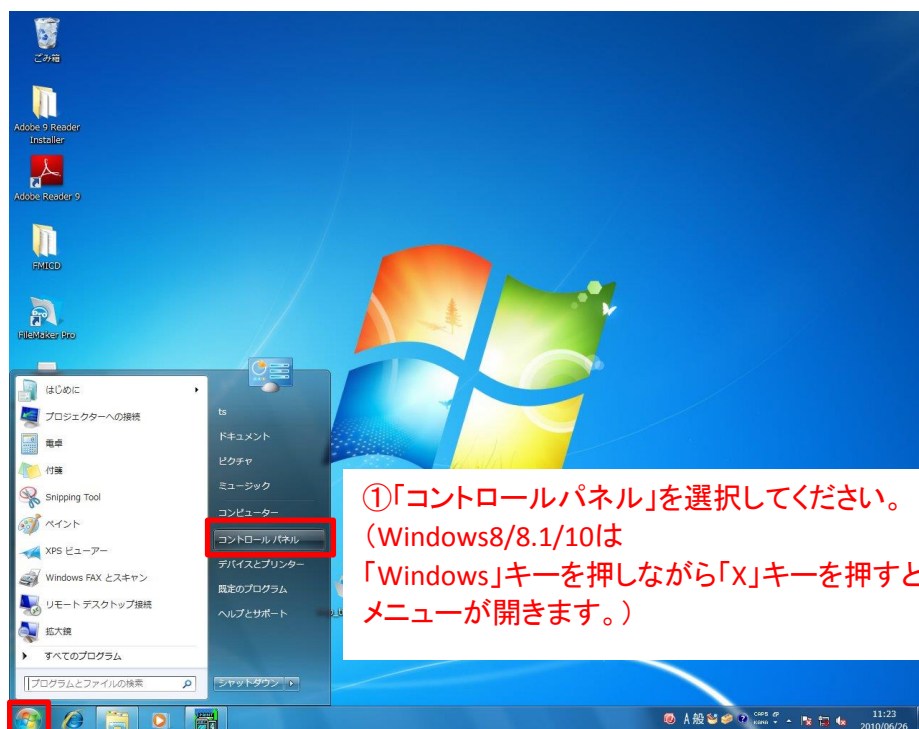 ごみ箱
Adobe 9 Reader
Installer
Adobe Reader 9
FMICD
FileMaker Pro
はじめに
プロジェクターへの接続
電卓
付箋
Snipping Tool
ペイント
XPS ビューアー
Windows FAX とスキャン
リモート デスクトップ接続
拡大鏡
すべてのプログラム
プログラムとファイルの検索
ts
ドキュメント
ピクチャ
ミュージック
コンピューター
コントロール パネル
デバイスとプリンター
既定のプログラム
ヘルプとサポート
シャットダウン
①「コントロールパネル」を選択してください。
(Windows8/8.1/10は
「Windows」キーを押しながら「X」キーを押すと
メニューが開きます。)
A 般
CAPS
KANA
11:23
2010/06/26